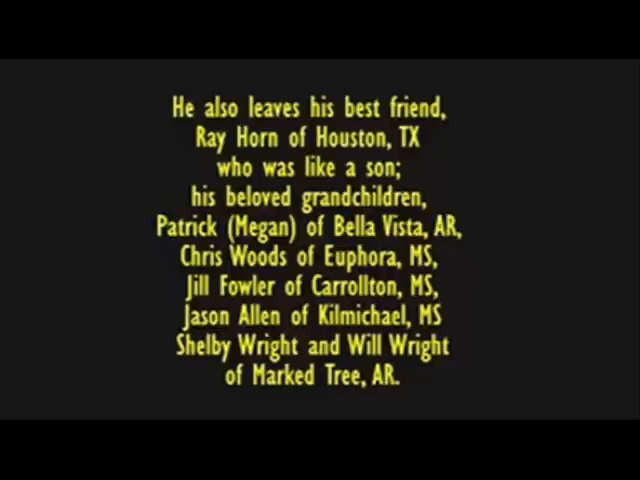 He also leaves his best friend,
Ray Horn of Houston, TX
who was like a son;
his beloved grandchildren,
Patrick (Megan) of Bella Vista, AR,
Chris Woods of Euphora, MS,
Jill Fowler of Carrollton, MS,
Jason Allen of Kilmichael, MS
Shelby Wright and Will Wright
of Marked Tree, AR.